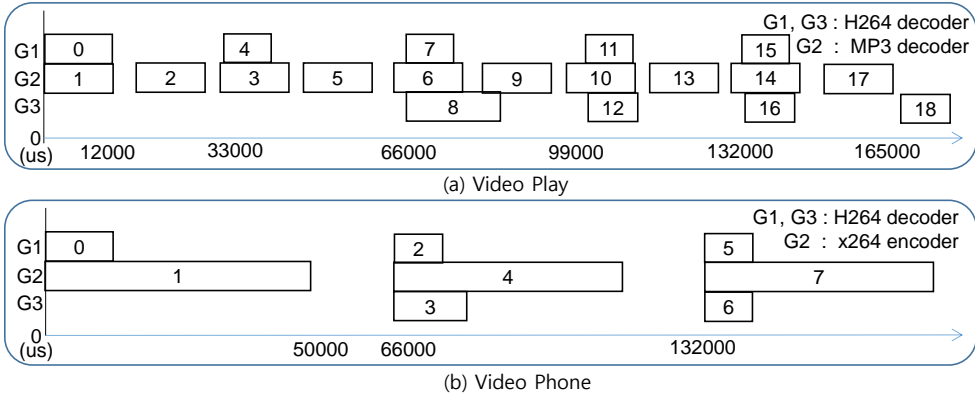 G1, G3 : H264 decoder
G2 : MP3 decoder
G1 0 4 7 11 15
G2 1 2 3 5 6 9 10 13 14 17
G3 8 12 16 18
0
(us) 12000 33000 66000 99000 132000 165000
(a) Video Play
G1, G3 : H264 decoder
G2 : x264 encoder
G1 0 2 5
G2 1 4 7
G3 3 6
0
(us) 50000 66000 132000
(b) Video Phone